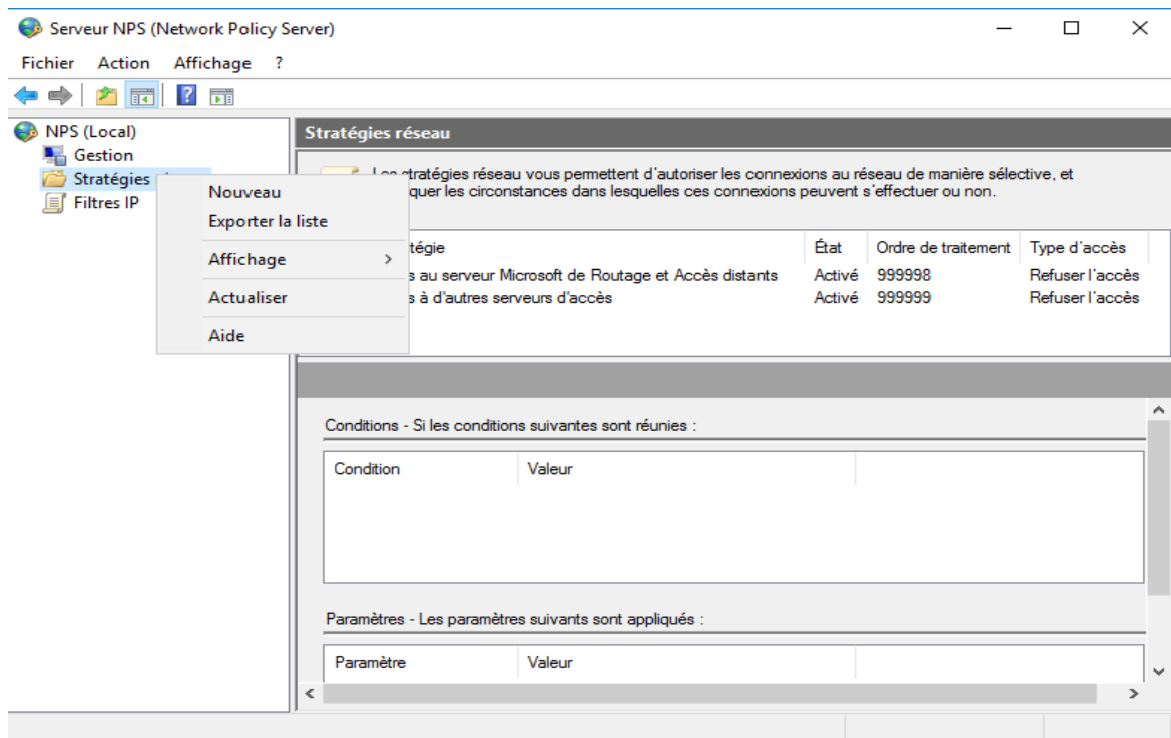 Serveur NPS (Network Policy Server)
Fichier Action Affichage ?
NPS (Local)
Gestion
Stratégies
Filtres IP
Nouveau
Exporter la liste
Affichage >
Actualiser
Aide
Stratégies réseau
stratégies réseau vous permettent d'autoriser les connexions au réseau de manière sélective, et
quer les circonstances dans lesquelles ces connexions peuvent s'effectuer ou non.
tégie État Ordre de traitement Type d'accès
s au serveur Microsoft de Routage et Accès distants Activé 999998 Refuser l'accès
s à d'autres serveurs d'accès Activé 999999 Refuser l'accès
Conditions - Si les conditions suivantes sont réunies :
Condition Valeur
Paramètres - Les paramètres suivants sont appliqués :
Paramètre Valeur